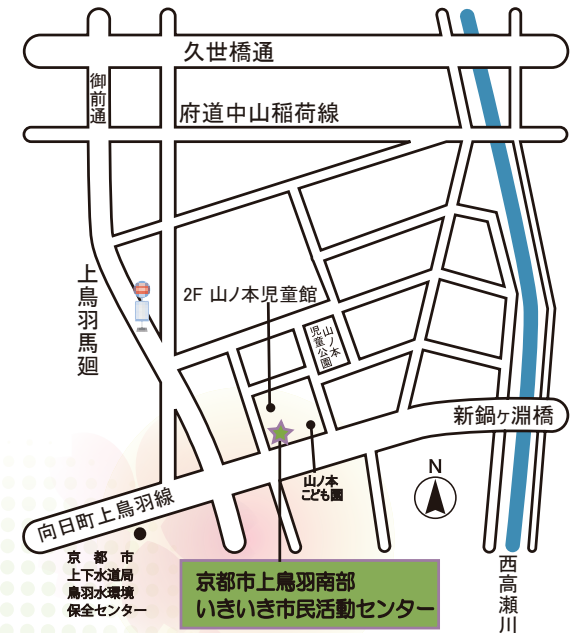 久世橋通
御前通
府道中山稲荷線
上鳥羽馬廻
2F 山ノ本児童館
山ノ本
児童公園
新鍋ヶ淵橋
山ノ本
こども園
N
向日町上鳥羽線
京都市
上下水道局
鳥羽水環境
保全センター
京都市上鳥羽南部
いきいき市民活動センター
西高瀬川